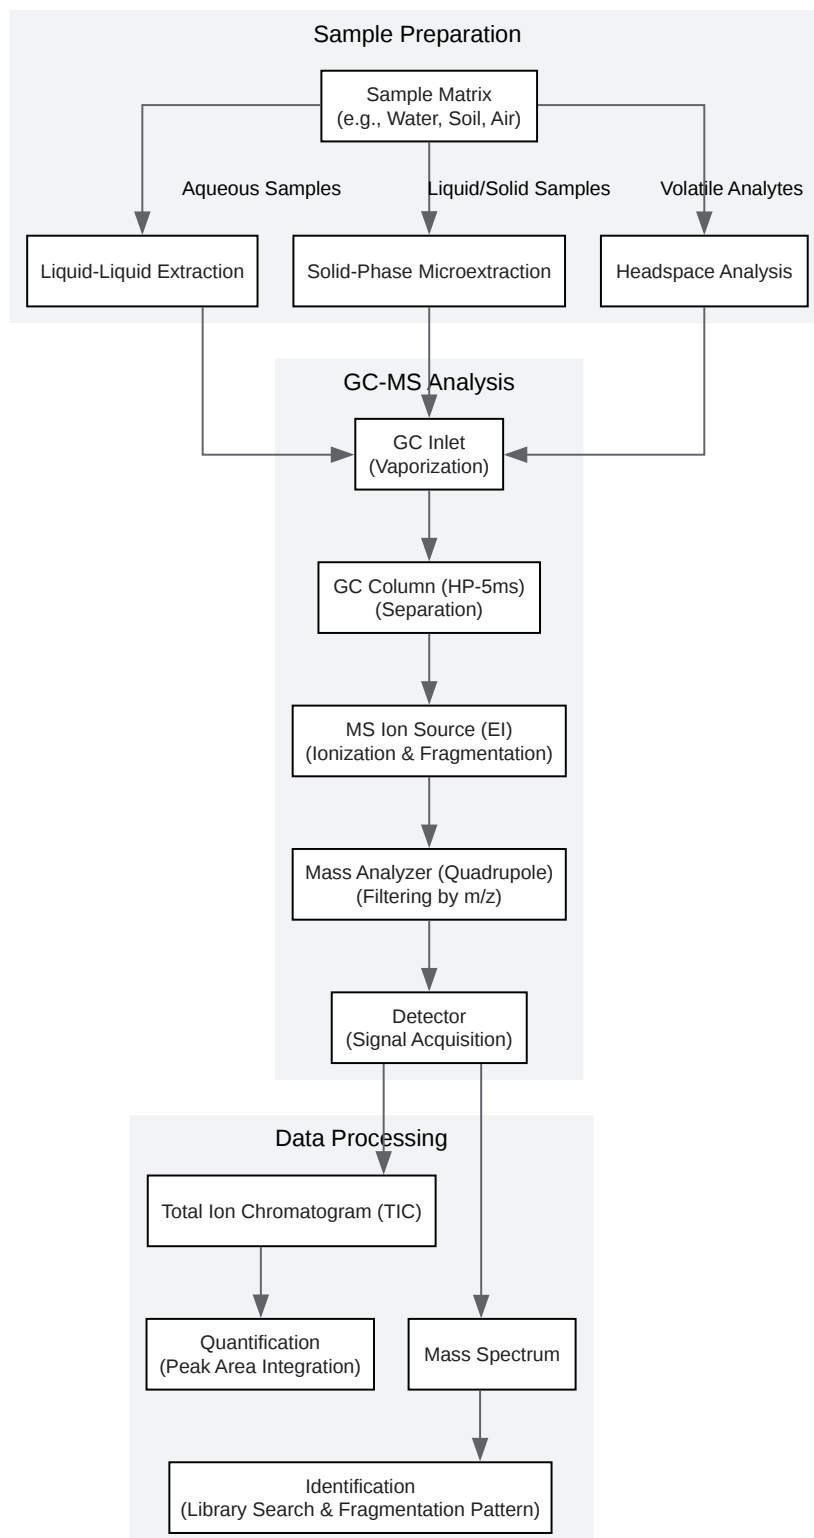 Sample Preparation
Sample Matrix
(e.g., Water, Soil, Air)
Aqueous Samples
Liquid/Solid Samples
Volatile Analytes
Liquid-Liquid Extraction
Solid-Phase Microextraction
Headspace Analysis
GC-MS Analysis
GC Inlet
(Vaporization)
GC Column (HP-5ms)
(Separation)
MS Ion Source (EI)
(Ionization & Fragmentation)
Mass Analyzer (Quadrupole)
(Filtering by m/z)
Detector
(Signal Acquisition)
Data Processing
Total Ion Chromatogram (TIC)
Quantification
(Peak Area Integration)
Mass Spectrum
Identification
(Library Search & Fragmentation Pattern)